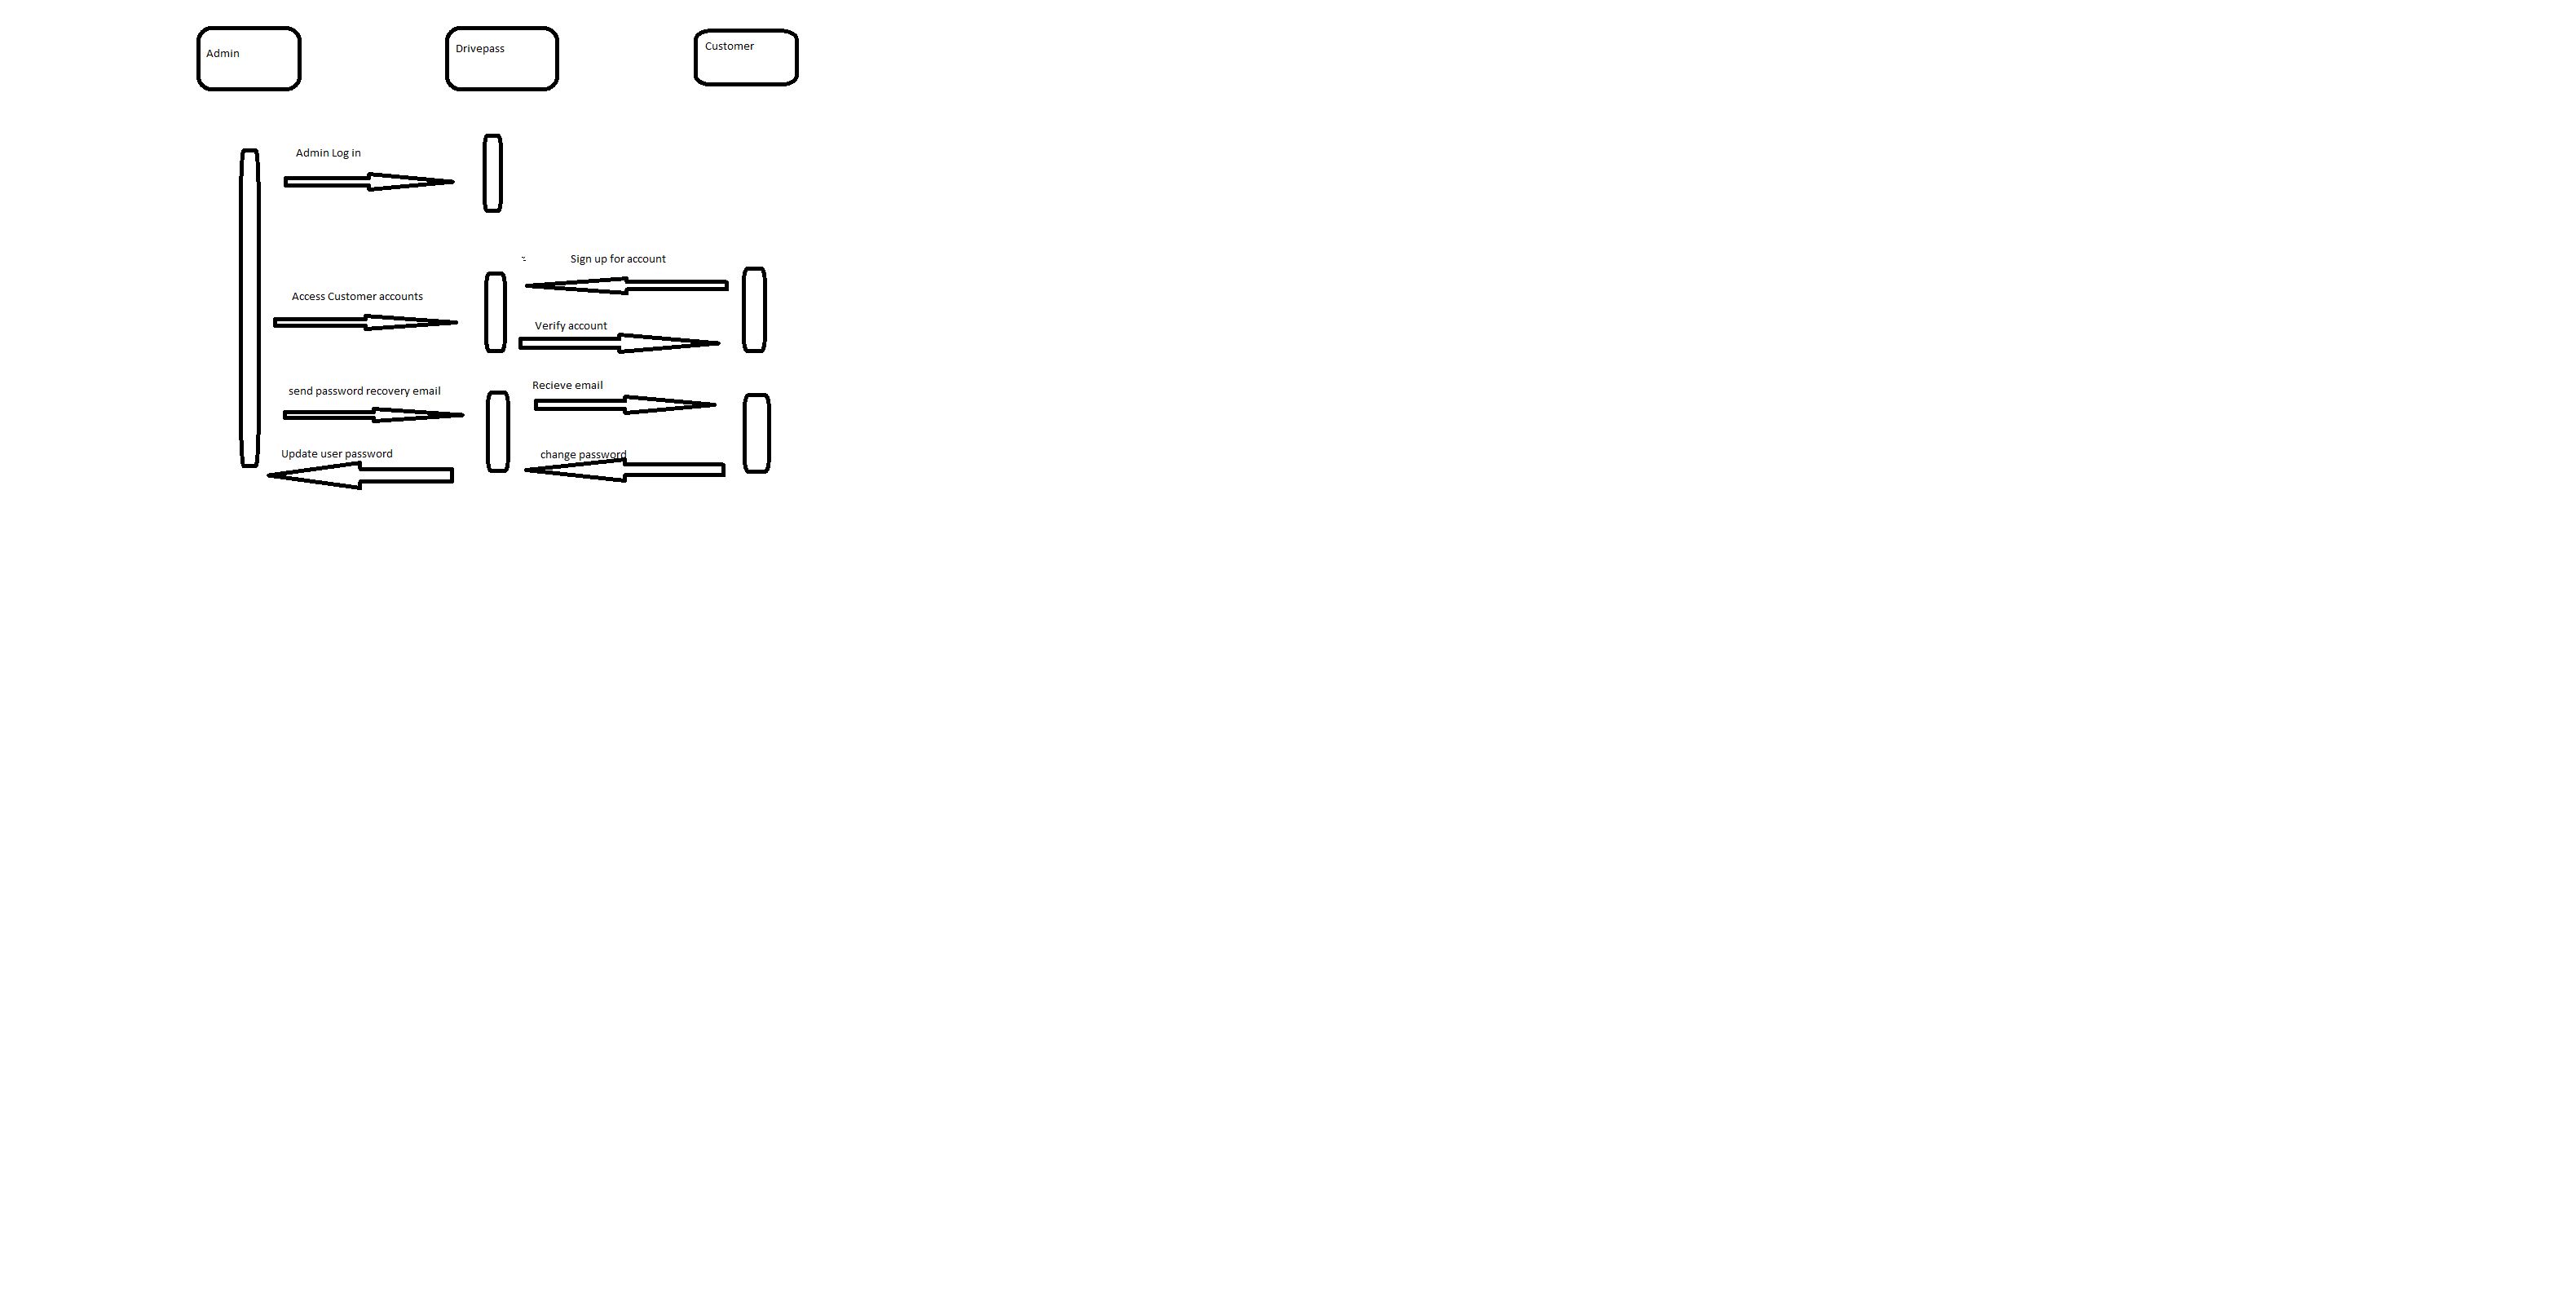 Admin
Drivepass
Customer
Admin Log in
Sign up for account
Access Customer accounts
Verify account
send password recovery email
Recieve email
Update user password
change password